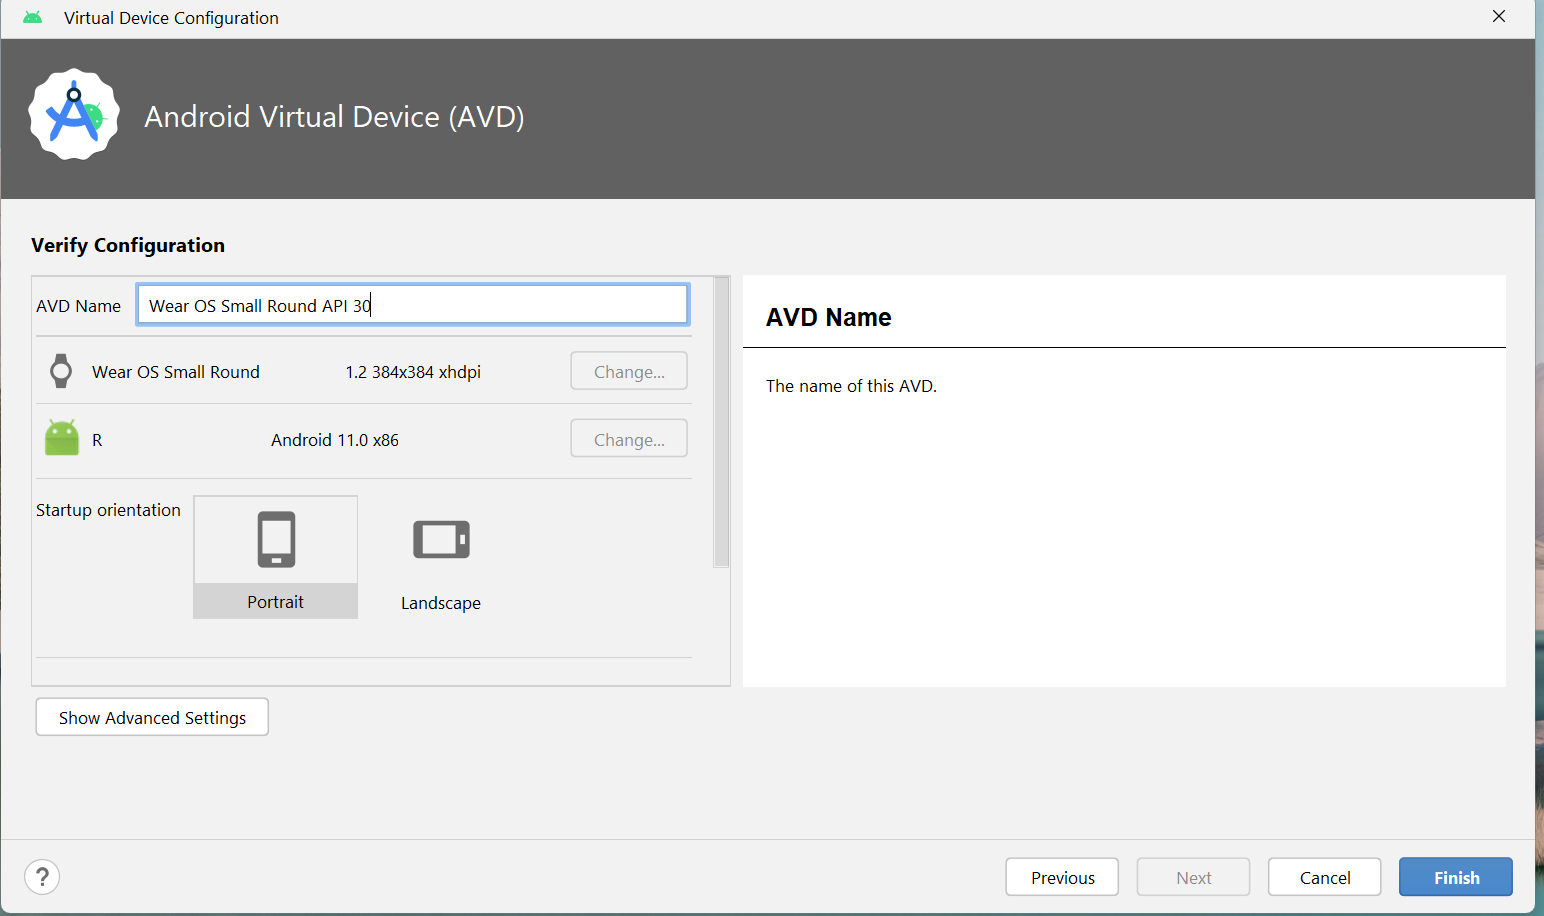 Virtual Device Configuration
Android Virtual Device (AVD)
Verify Configuration
AVD Name Wear OS Small Round API 30
Wear OS Small Round 1.2 384x384 xhdpi Change...
R Android 11.0 x86 Change...
Startup orientation
Portrait Landscape
Show Advanced Settings
AVD Name
The name of this AVD.
? Previous Next Cancel Finish